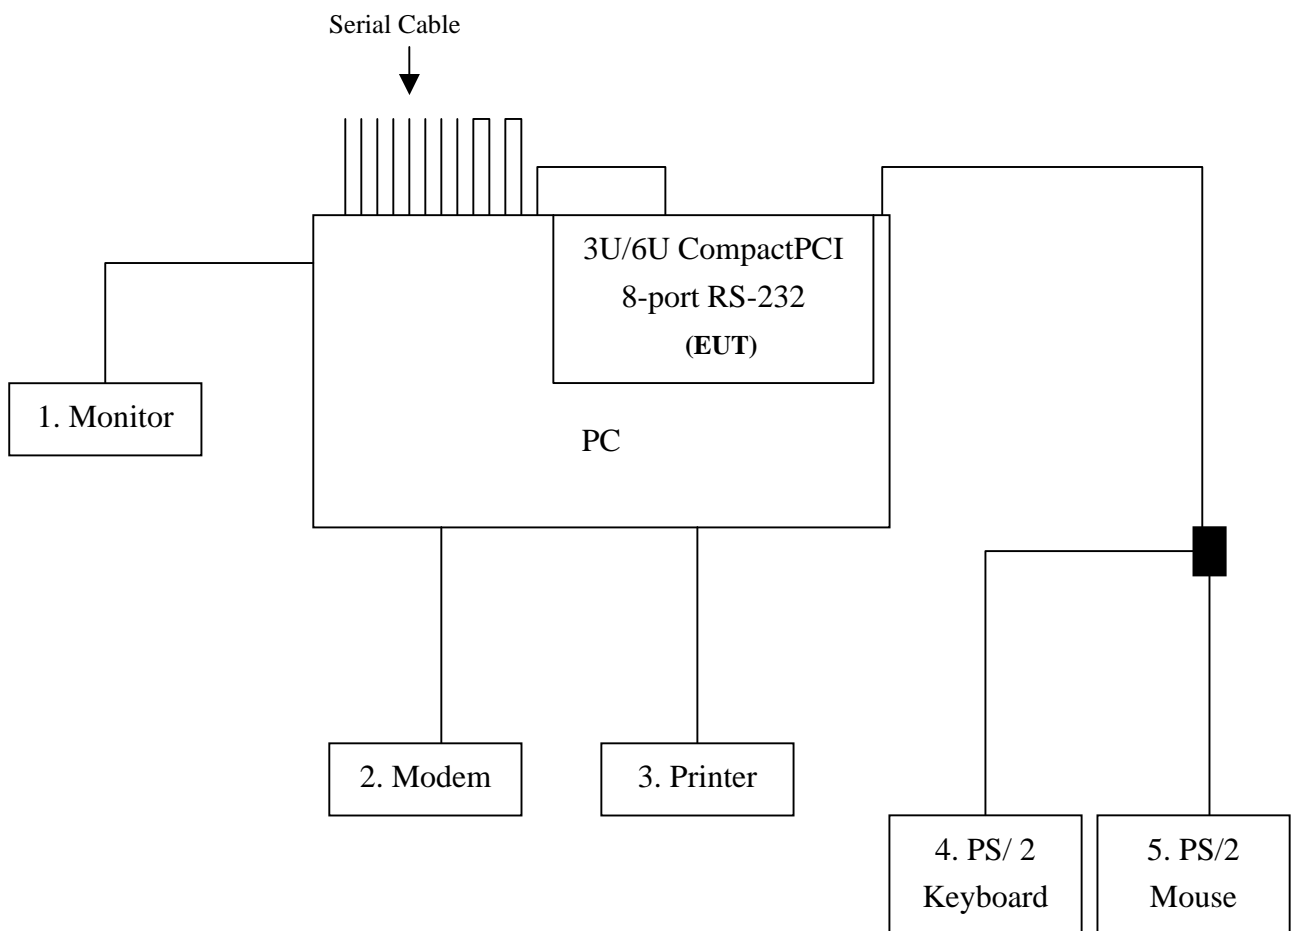 Serial Cable
3U/6U CompactPCI
8-port RS-232
(EUT)
1. Monitor
PC
2. Modem
3. Printer
4. PS/ 2
Keyboard
5. PS/2
Mouse